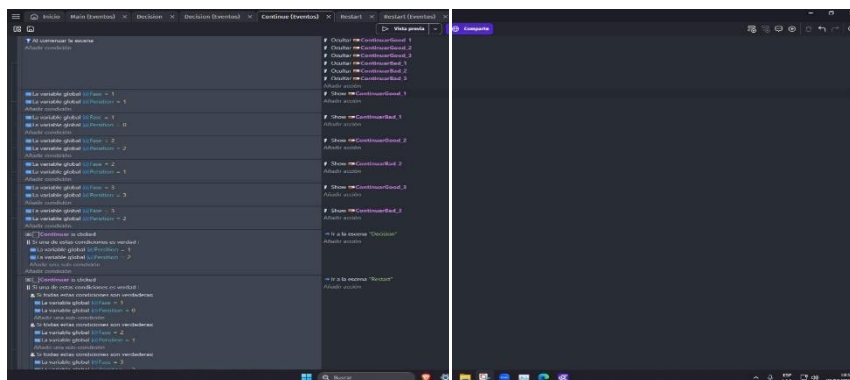 Inicio
Main (Eventos)
Decision
Decision (Eventos)
Continue (Eventos)
Restart
Restart (Eventos)
Vista previa
Comparte
Al comenzar la escena
Añadir condición
Ocultar ContinuarGood_1
Ocultar ContinuarGood_2
Ocultar ContinuarGood_3
Ocultar ContinuarBad_1
Ocultar ContinuarBad_2
Ocultar ContinuarBad_3
Añadir acción
La variable global Fase = 1
La variable global = 1
Añadir condición
Show ContinuarGood_1
Añadir acción
La variable global Fase = 1
La variable global = 0
Añadir condición
Show ContinuarBad_1
Añadir acción
La variable global Fase = 2
La variable global = 2
Añadir condición
Show ContinuarGood_2
Añadir acción
La variable global Fase = 2
La variable global = 1
Añadir condición
Show ContinuarBad_2
Añadir acción
La variable global Fase = 3
La variable global = 3
Añadir condición
Show ContinuarGood_3
Añadir acción
La variable global Fase = 3
La variable global = 2
Añadir condición
Show
Añadir acción
Continuar is clicked
Si una de estas condiciones es verdad :
La variable global = 1
La variable global = 2
Añadir una sub condición
Añadir condición
Ir a la escena "Decision"
Añadir acción
Continuar is clicked
Si una de estas condiciones es verdad :
Si todas estas condiciones son verdaderas:
La variable global Fase = 1
La variable global = 0
Añadir una sub condición
Si todas estas condiciones son verdaderas:
La variable global Fase = 2
La variable global = 1
Añadir una sub condición
Si todas estas condiciones son verdaderas:
La variable global Fase = 3
Ir a la escena "Restart"
Añadir acción
Buscar
ESP